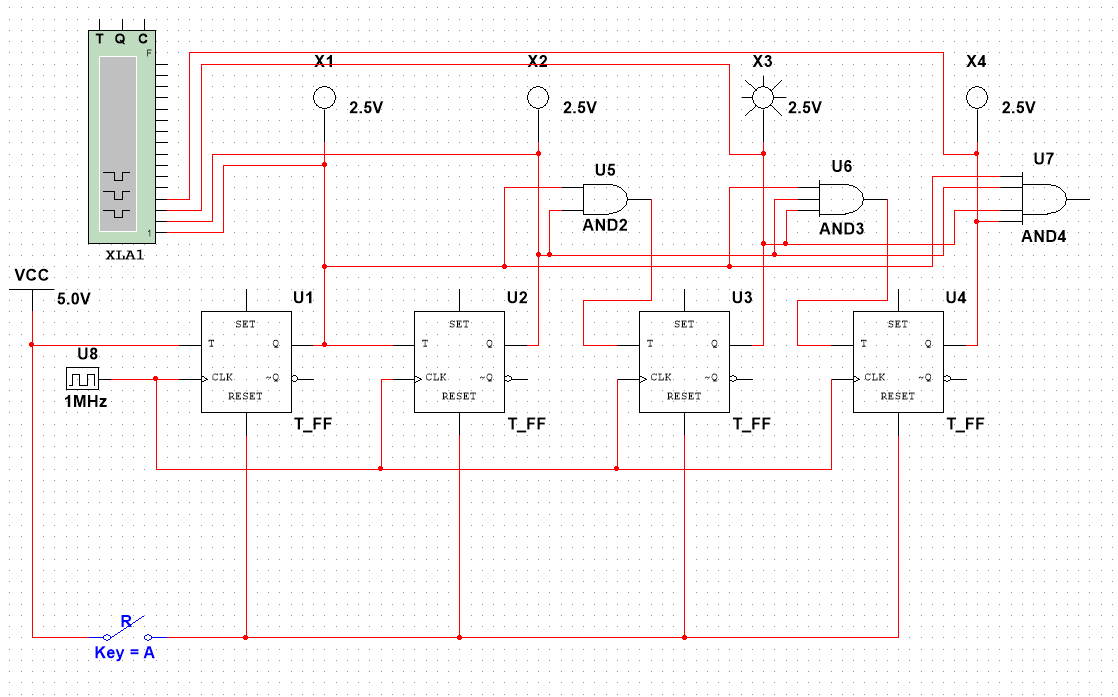 T Q C
F
1
XLA1
X1
2.5V
X2
2.5V
X3
2.5V
X4
2.5V
U5
AND2
U6
AND3
U7
AND4
VCC
5.0V
U8
1MHz
U1
SET
T Q
CLK ~Q
RESET
T_FF
U2
SET
T Q
CLK ~Q
RESET
T_FF
U3
SET
T Q
CLK ~Q
RESET
T_FF
U4
SET
T Q
CLK ~Q
RESET
T_FF
R
Key = A